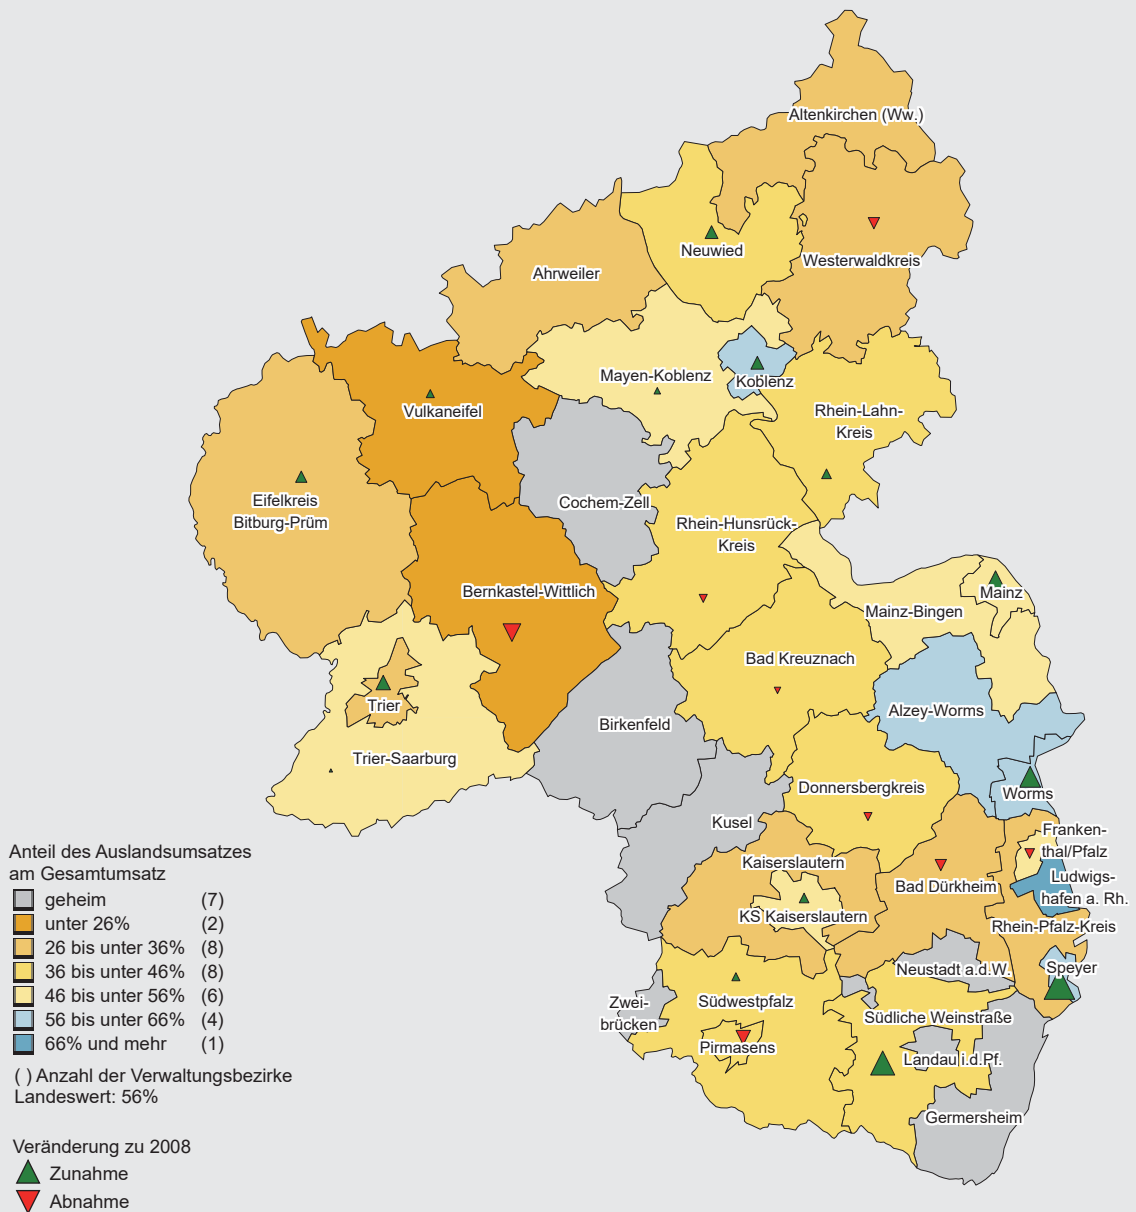 Altenkirchen (Ww.)
Neuwied
Westerwaldkreis
Ahrweiler
Mayen-Koblenz
Koblenz
Vulkaneifel
Rhein-Lahn-
Kreis
Eifelkreis
Bitburg-Prüm
Cochem-Zell
Rhein-Hunsrück-
Kreis
Bernkastel-Wittlich
Mainz
Mainz-Bingen
Bad Kreuznach
Trier
Alzey-Worms
Birkenfeld
Trier-Saarburg
Donnersbergkreis
Worms
Kusel
Franken-
thal/Pfalz
Kaiserslautern
Ludwigs-
hafen a. Rh.
Bad Dürkheim
KS Kaiserslautern
Rhein-Pfalz-Kreis
Neustadt a.d.W.
Speyer
Zwei-
brücken
Südwestpfalz
Südliche Weinstraße
Pirmasens
Landau i.d.Pf.
Germersheim
Anteil des Auslandsumsatzes
am Gesamtumsatz
geheim (7)
unter 26% (2)
26 bis unter 36% (8)
36 bis unter 46% (8)
46 bis unter 56% (6)
56 bis unter 66% (4)
66% und mehr (1)
( ) Anzahl der Verwaltungsbezirke
Landeswert: 56%
Veränderung zu 2008
Zunahme
Abnahme